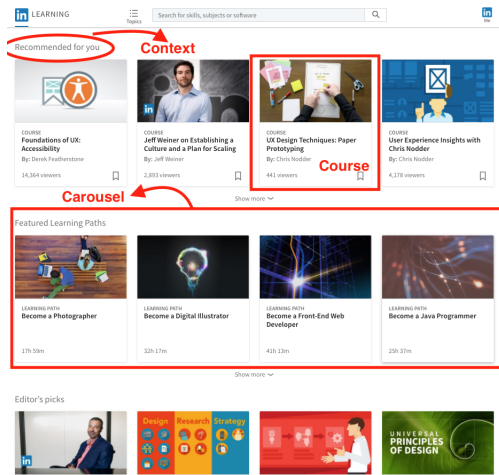 in LEARNING
Topics
Search for skills, subjects or software
in
Me
Recommended for you
Context
in
COURSE
Foundations of UX:
Accessibility
By: Derek Featherstone
14,364 viewers
COURSE
Jeff Weiner on Establishing a
Culture and a Plan for Scaling
By: Jeff Weiner
2,893 viewers
COURSE
UX Design Techniques: Paper
Prototyping
By: Chris Nodder
Course
441 viewers
COURSE
User Experience Insights with
Chris Nodder
By: Chris Nodder
4,178 viewers
Carousel
Show more
Featured Learning Paths
LEARNING PATH
Become a Photographer
17h 59m
LEARNING PATH
Become a Digital Illustrator
32h 17m
LEARNING PATH
Become a Front-End Web
Developer
41h 13m
LEARNING PATH
Become a Java Programmer
25h 37m
Show more
Editor's picks
in
Design Research Strategy
UNIVERSAL
PRINCIPLES
OF DESIGN